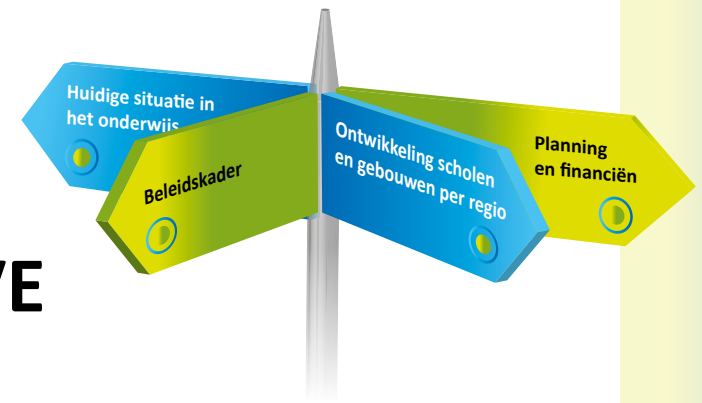 Huidige situatie in
het onderwijs
Beleidskader
Ontwikkeling scholen
en gebouwen per regio
Planning
en financiën
VE